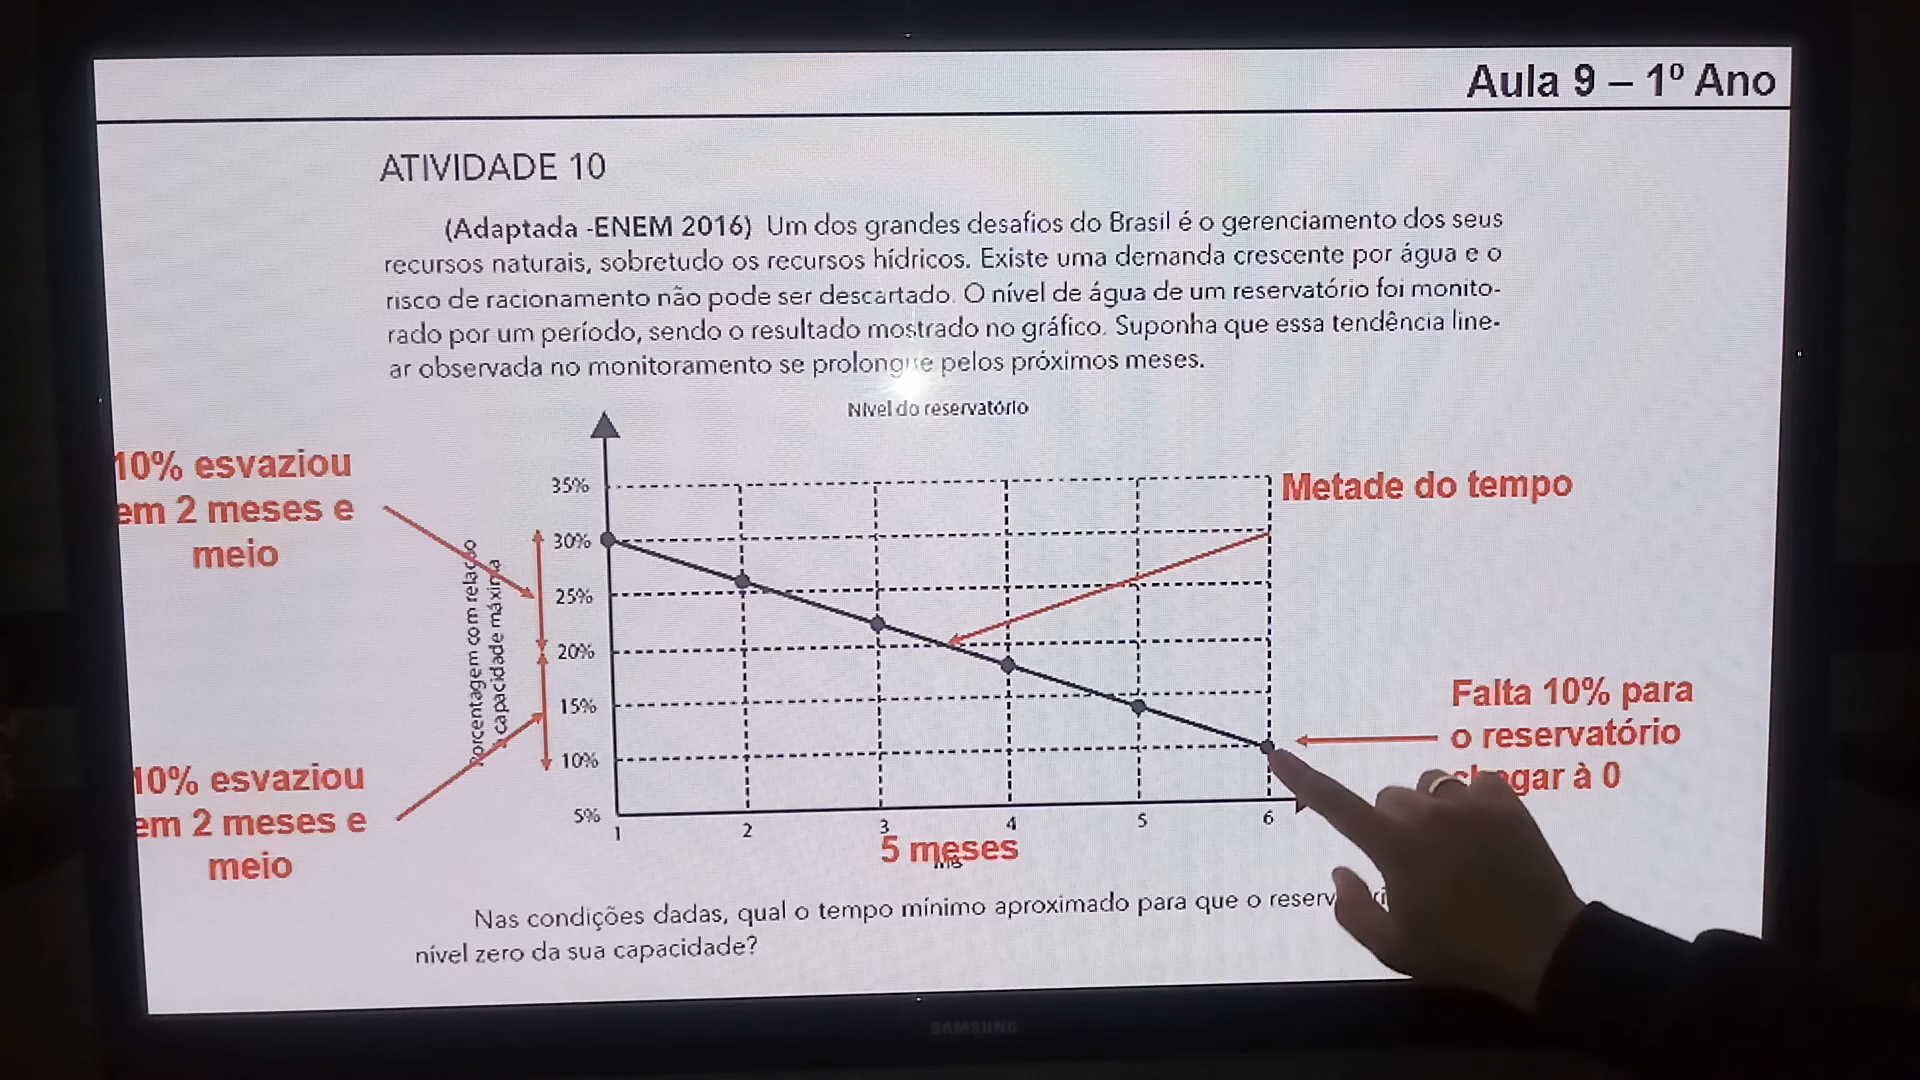 Aula 9 – 1º Ano
ATIVIDADE 10
(Adaptada -ENEM 2016) Um dos grandes desafios do Brasil é o gerenciamento dos seus
recursos naturais, sobretudo os recursos hídricos. Existe uma demanda crescente por água e o
risco de racionamento não pode ser descartado. O nível de água de um reservatório foi monito-
rado por um período, sendo o resultado mostrado no gráfico. Suponha que essa tendência line-
ar observada no monitoramento se prolongue pelos próximos meses.
Nível do reservatório
10% esvaziou
em 2 meses e
meio
Porcentagem com relação
à capacidade máxima
35%
30%
25%
20%
15%
10%
5%
1 2 3 4 5 6
Metade do tempo
Falta 10% para
o reservatório
chegar à 0
10% esvaziou
em 2 meses e
meio
5 meses
Nas condições dadas, qual o tempo mínimo aproximado para que o
nível zero da sua capacidade?
SAMSUNG